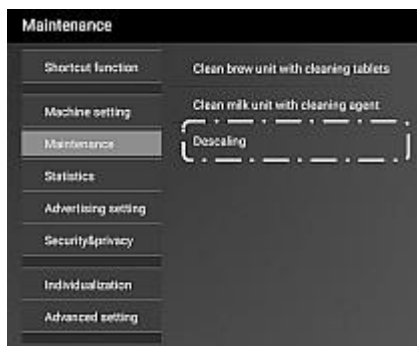 Maintenance
Shortcut function
Machine setting
Maintenance
Statistics
Advertising setting
Security&privacy
Individualization
Advanced setting
Clean brew unit with cleaning tablets
Clean milk unit with cleaning agent
Descaling